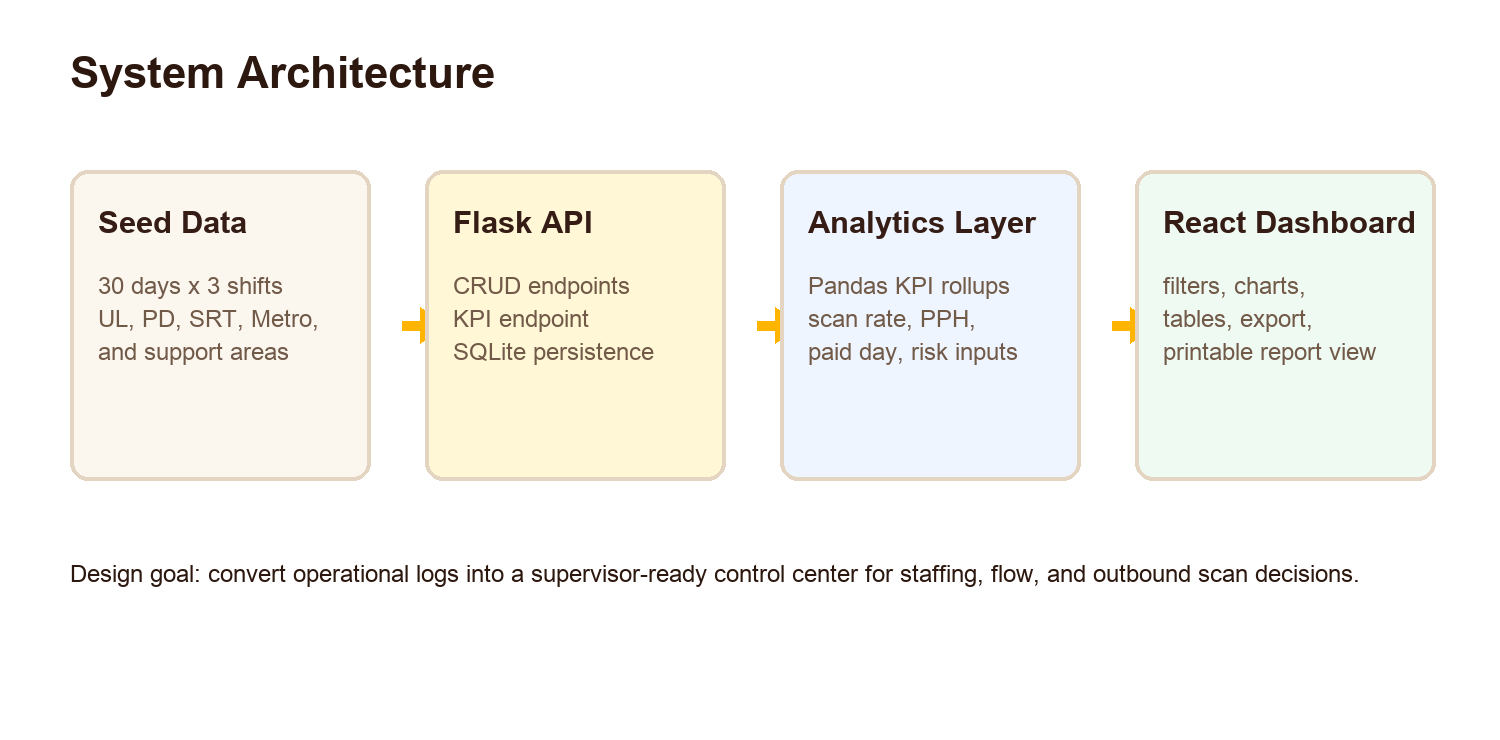 System Architecture
Seed Data
30 days x 3 shifts
UL, PD, SRT, Metro,
and support areas
Flask API
CRUD endpoints
KPI endpoint
SQLite persistence
Analytics Layer
Pandas KPI rollups
scan rate, PPH,
paid day, risk inputs
React Dashboard
filters, charts,
tables, export,
printable report view
Design goal: convert operational logs into a supervisor-ready control center for staffing, flow, and outbound scan decisions.